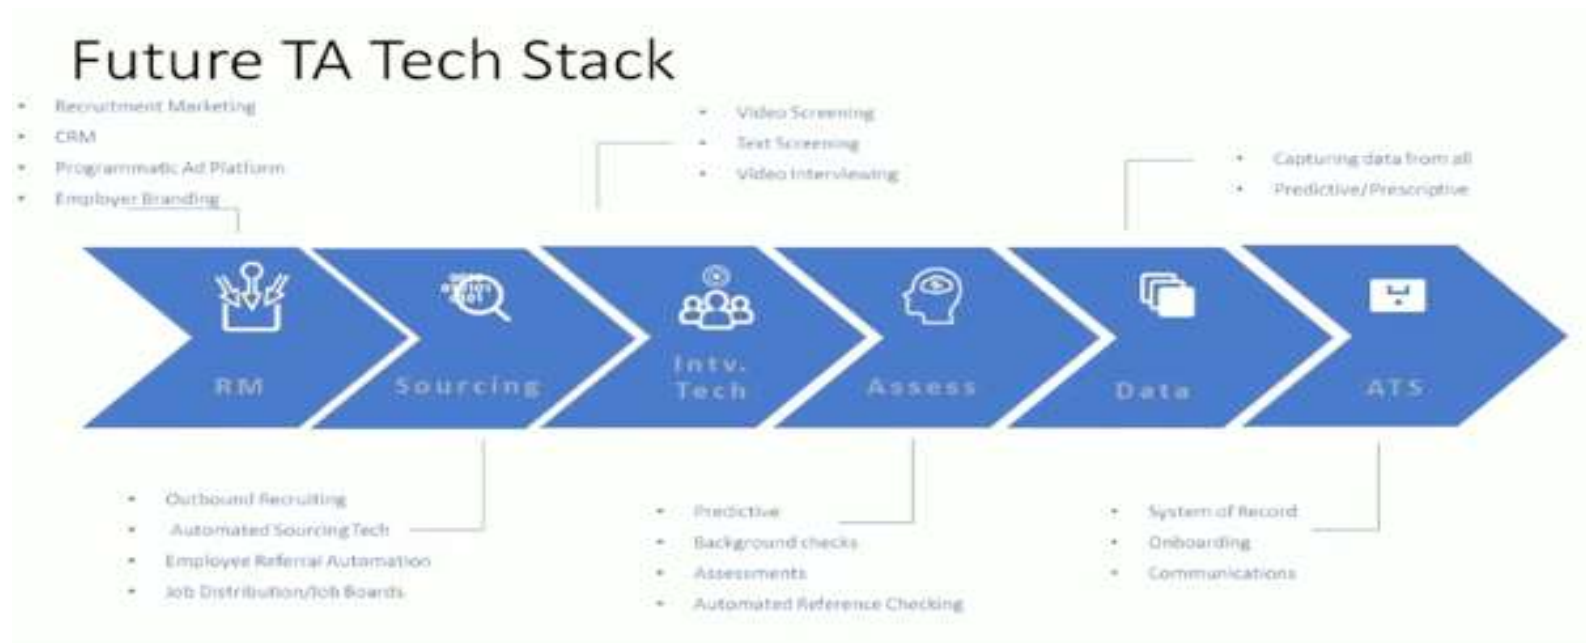 Future TA Tech Stack
• Recruitment Marketing
• CRM
• Programmatic Ad Platform
• Employer Branding
• Video Screening
• Text Screening
• Video Interviewing
• Capturing data from all
• Predictive/Prescriptive
RM
Sourcing
Intv.
Tech
Assess
Data
ATS
• Outbound Recruiting
• Automated Sourcing Tech
• Employee Referral Automation
• Job Distribution/Job Boards
• Predictive
• Background checks
• Assessments
• Automated Reference Checking
• System of Record
• Onboarding
• Communications